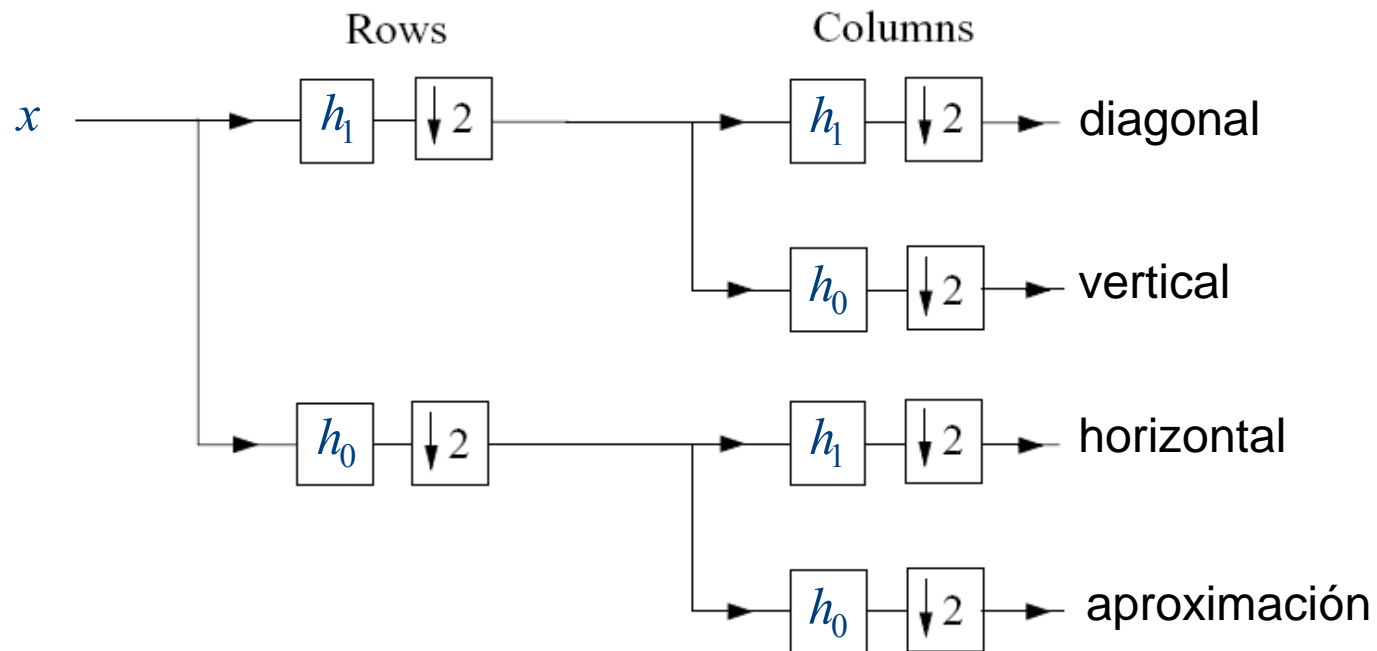 Rows Columns
x h₁ ↓ 2 h₁ ↓ 2 diagonal
h₀ ↓ 2 vertical
h₀ ↓ 2 h₁ ↓ 2 horizontal
h₀ ↓ 2 aproximación